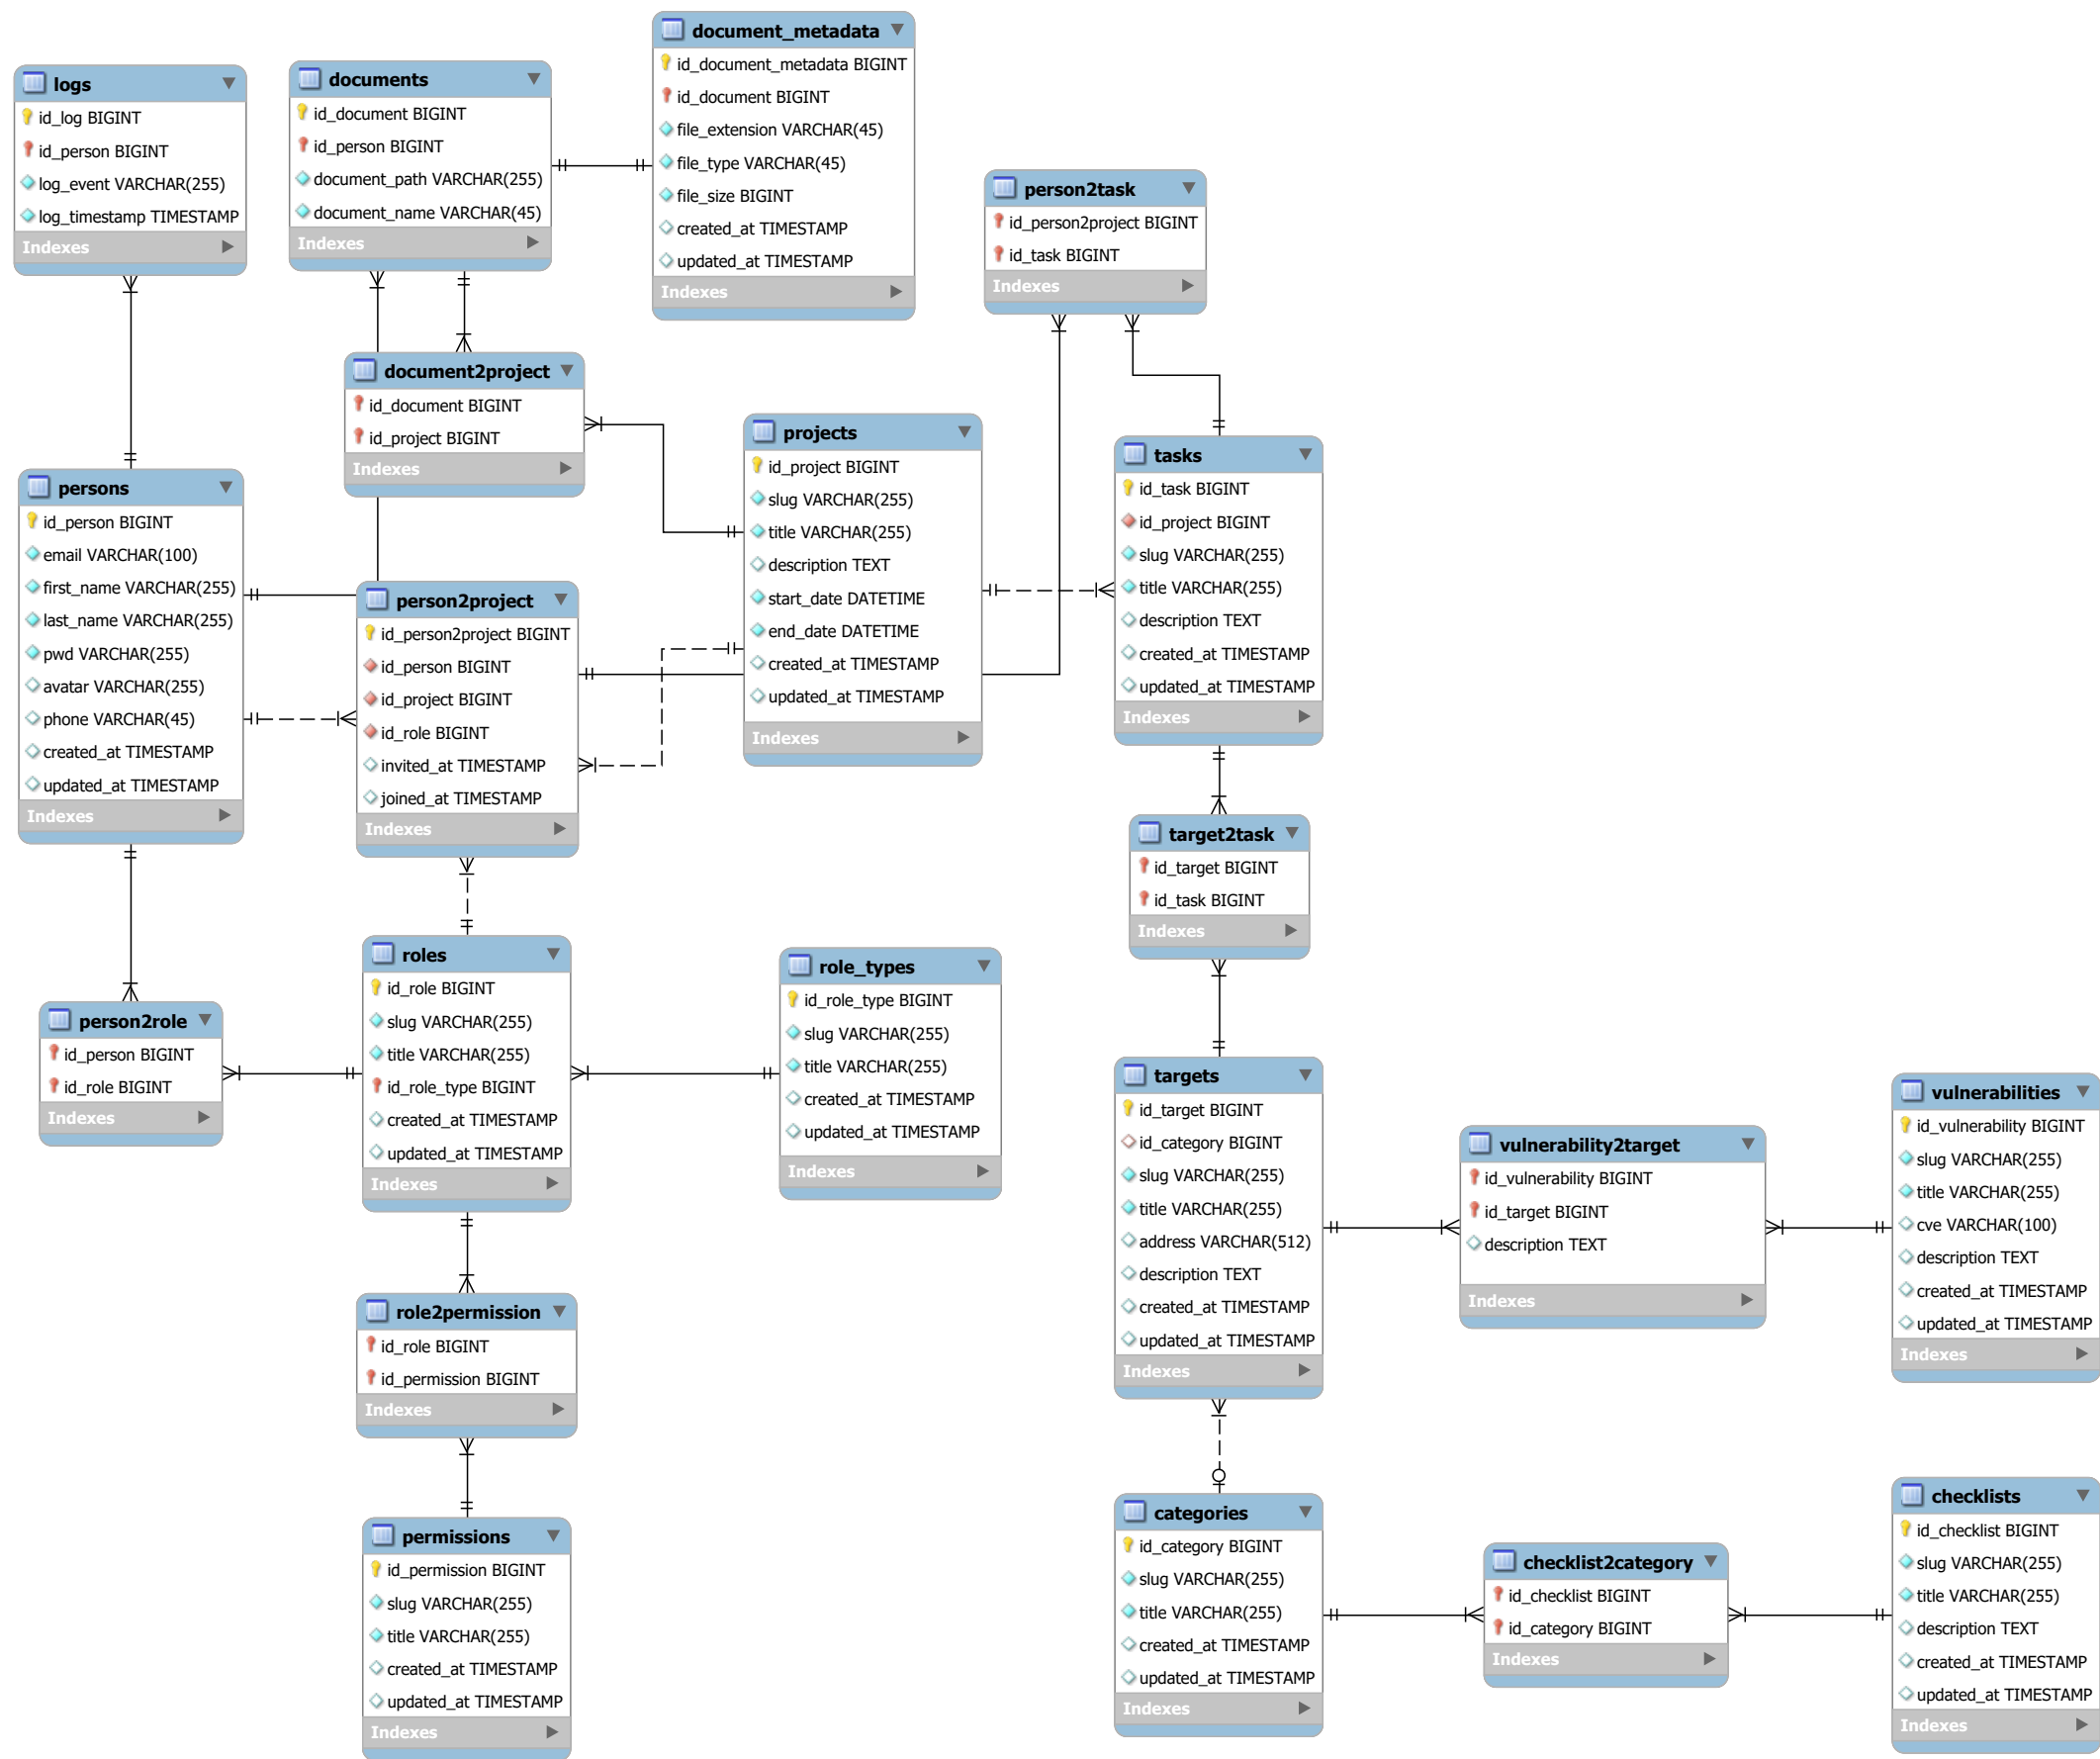 document_metadata
id_document_metadata BIGINT
id_document BIGINT
file_extension VARCHAR(45)
file_type VARCHAR(45)
file_size BIGINT
created_at TIMESTAMP
updated_at TIMESTAMP
Indexes
logs
id_log BIGINT
id_person BIGINT
log_event VARCHAR(255)
log_timestamp TIMESTAMP
Indexes
documents
id_document BIGINT
id_person BIGINT
document_path VARCHAR(255)
document_name VARCHAR(45)
Indexes
person2task
id_person2project BIGINT
id_task BIGINT
Indexes
document2project
id_document BIGINT
id_project BIGINT
Indexes
projects
id_project BIGINT
slug VARCHAR(255)
title VARCHAR(255)
description TEXT
start_date DATETIME
end_date DATETIME
created_at TIMESTAMP
updated_at TIMESTAMP
Indexes
tasks
id_task BIGINT
id_project BIGINT
slug VARCHAR(255)
title VARCHAR(255)
description TEXT
created_at TIMESTAMP
updated_at TIMESTAMP
Indexes
persons
id_person BIGINT
email VARCHAR(100)
first_name VARCHAR(255)
last_name VARCHAR(255)
pwd VARCHAR(255)
avatar VARCHAR(255)
phone VARCHAR(45)
created_at TIMESTAMP
updated_at TIMESTAMP
Indexes
person2project
id_person2project BIGINT
id_person BIGINT
id_project BIGINT
id_role BIGINT
invited_at TIMESTAMP
joined_at TIMESTAMP
Indexes
target2task
id_target BIGINT
id_task BIGINT
Indexes
roles
id_role BIGINT
slug VARCHAR(255)
title VARCHAR(255)
id_role_type BIGINT
created_at TIMESTAMP
updated_at TIMESTAMP
Indexes
role_types
id_role_type BIGINT
slug VARCHAR(255)
title VARCHAR(255)
created_at TIMESTAMP
updated_at TIMESTAMP
Indexes
person2role
id_person BIGINT
id_role BIGINT
Indexes
targets
id_target BIGINT
id_category BIGINT
slug VARCHAR(255)
title VARCHAR(255)
address VARCHAR(512)
description TEXT
created_at TIMESTAMP
updated_at TIMESTAMP
Indexes
vulnerability2target
id_vulnerability BIGINT
id_target BIGINT
description TEXT
Indexes
vulnerabilities
id_vulnerability BIGINT
slug VARCHAR(255)
title VARCHAR(255)
cve VARCHAR(100)
description TEXT
created_at TIMESTAMP
updated_at TIMESTAMP
Indexes
role2permission
id_role BIGINT
id_permission BIGINT
Indexes
permissions
id_permission BIGINT
slug VARCHAR(255)
title VARCHAR(255)
created_at TIMESTAMP
updated_at TIMESTAMP
Indexes
categories
id_category BIGINT
slug VARCHAR(255)
title VARCHAR(255)
created_at TIMESTAMP
updated_at TIMESTAMP
Indexes
checklist2category
id_checklist BIGINT
id_category BIGINT
Indexes
checklists
id_checklist BIGINT
slug VARCHAR(255)
title VARCHAR(255)
description TEXT
created_at TIMESTAMP
updated_at TIMESTAMP
Indexes